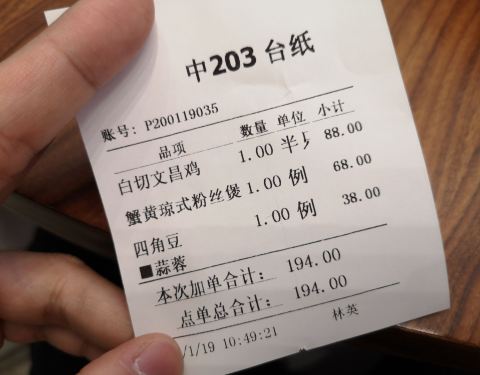 中203 台纸
账号: P200119035
品项 数量 单位 小计
白切文昌鸡 1.00 半 88.00
蟹黄琼式粉丝煲 1.00 例 68.00
四角豆 1.00 例 38.00
■蒜蓉
本次加单合计: 194.00
点单总合计: 194.00
/1/19 10:49:21 林英